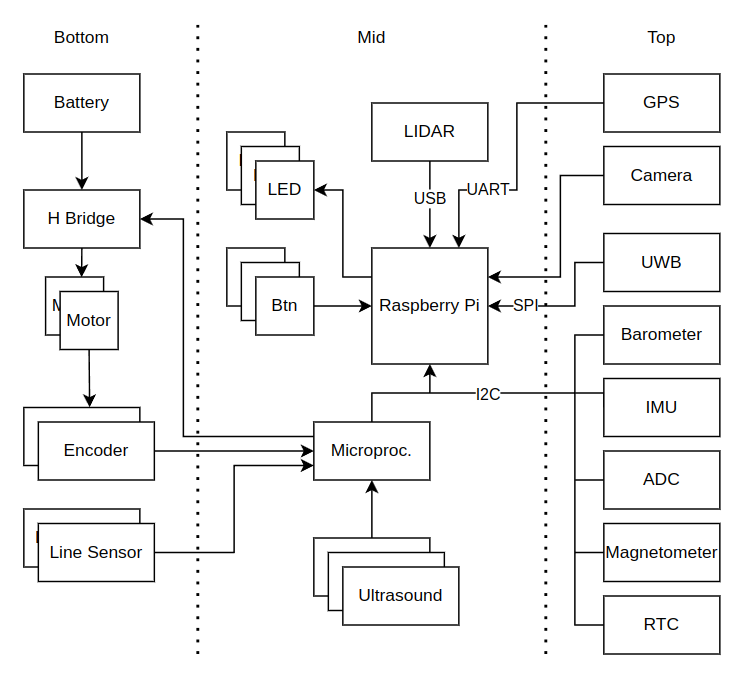 Bottom
Mid
Top
Battery
H Bridge
Motor
Encoder
Line Sensor
LIDAR
USB
UART
LED
Btn
Raspberry Pi
SPI
I2C
Microproc.
Ultrasound
GPS
Camera
UWB
Barometer
IMU
ADC
Magnetometer
RTC